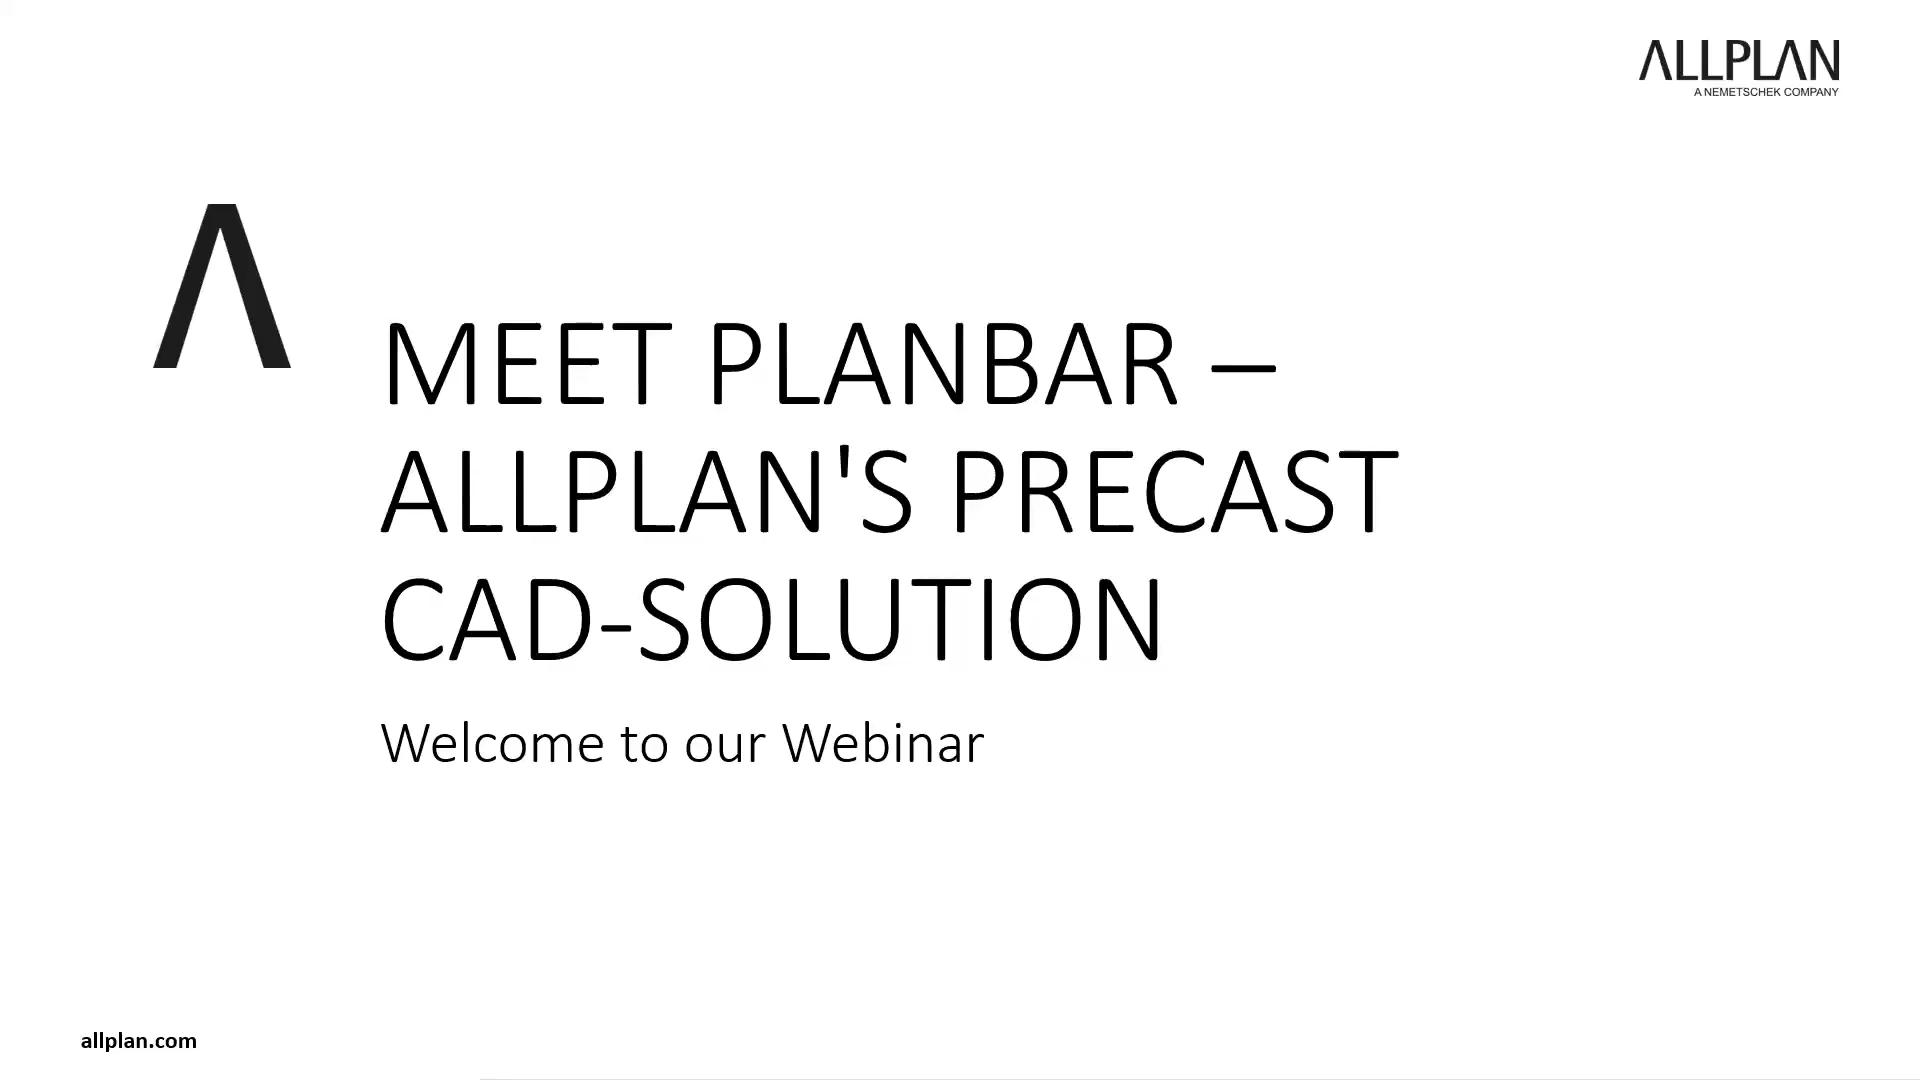 ALLPLAN
A NEMETSCHEK COMPANY
MEET PLANBAR –
ALLPLAN'S PRECAST
CAD-SOLUTION
Welcome to our Webinar
allplan.com